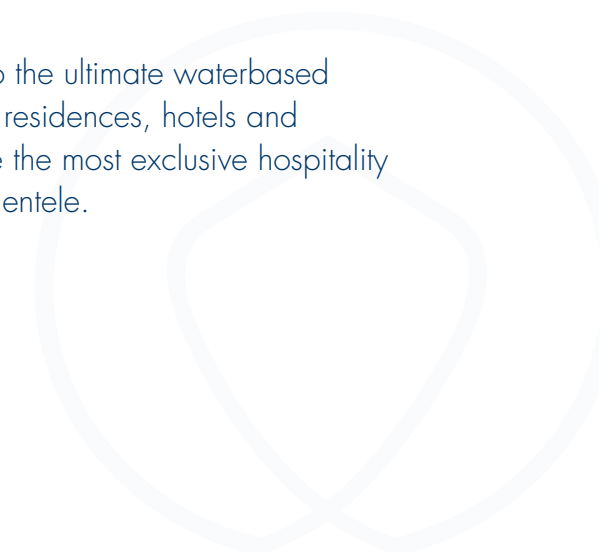 the ultimate waterbased
residences, hotels and
the most exclusive hospitality
entele.